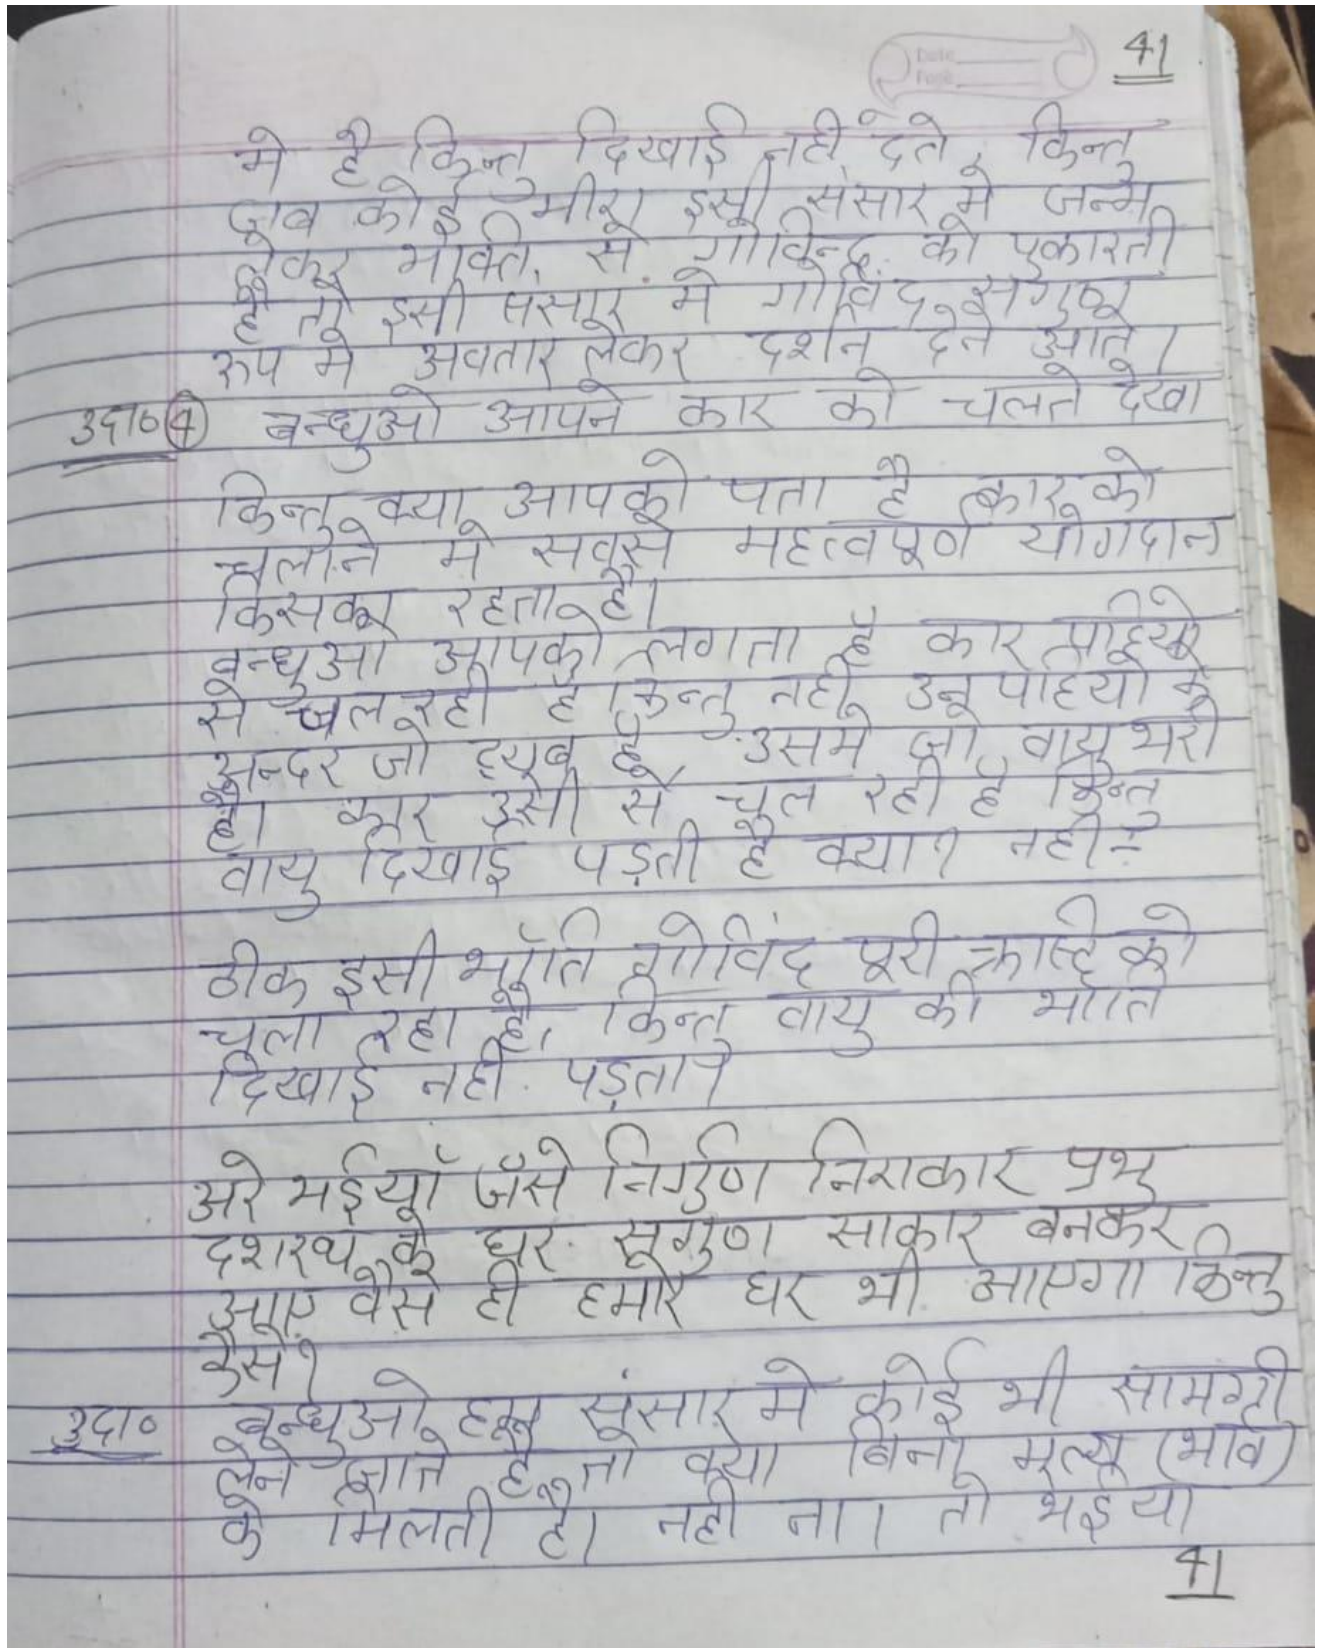 41
Date
Page
मे है किन्तु दिखाई नही देते, किन्तु
जब कोई मीरा इसी संसार मे जन्म
लेकर भक्ति से गोविन्द को पुकारती
है तो इसी संसार मे गोविंद सगुण
रुप मे अवतार लेकर दर्शन देने आते।
उदा० ④ बन्धुओ आपने कार को चलते देखा
किन्तु क्या आपको पता है कार को
चलाने मे सबसे महत्वपूर्ण योगदान
किसका रहता है।
बन्धुओ आपको लगता है कार पहियो
से चल रही है किन्तु नही उन पहियो के
अन्दर जो ट्यूब है उसमे जो वायु भरी
है। कार उसी से चल रही है किन्तु
वायु दिखाई पड़ती है क्या? नही-
ठीक इसी भाँति गोविंद पूरी को
चला रहा है, किन्तु वायु की भांति
दिखाई नही पड़ता?
अरे भईयाँ जैसे निर्गुण निराकार प्रभु
दशरथ के घर सगुण साकार बनकर
आए वैसे ही हमारे घर भी आएगा किन्तु
कैसे?
उदा० बन्धुओ हम संसार मे कोई भी सामग्री
लेने जाते है तो क्या बिना मूल्य (भाव)
के मिलती है। नही ना। तो भईया
41